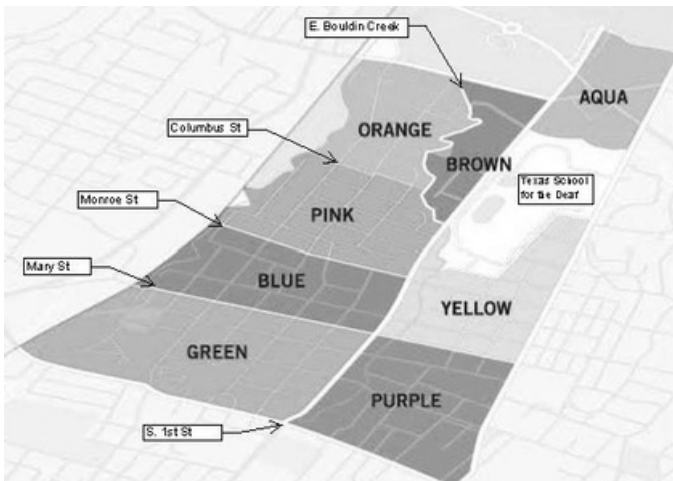 E. Bouldin Creek
AQUA
ORANGE
Columbus St
BROWN
Texas School
for the Deaf
Monroe St
PINK
Mary St
BLUE
YELLOW
GREEN
PURPLE
S. 1st St